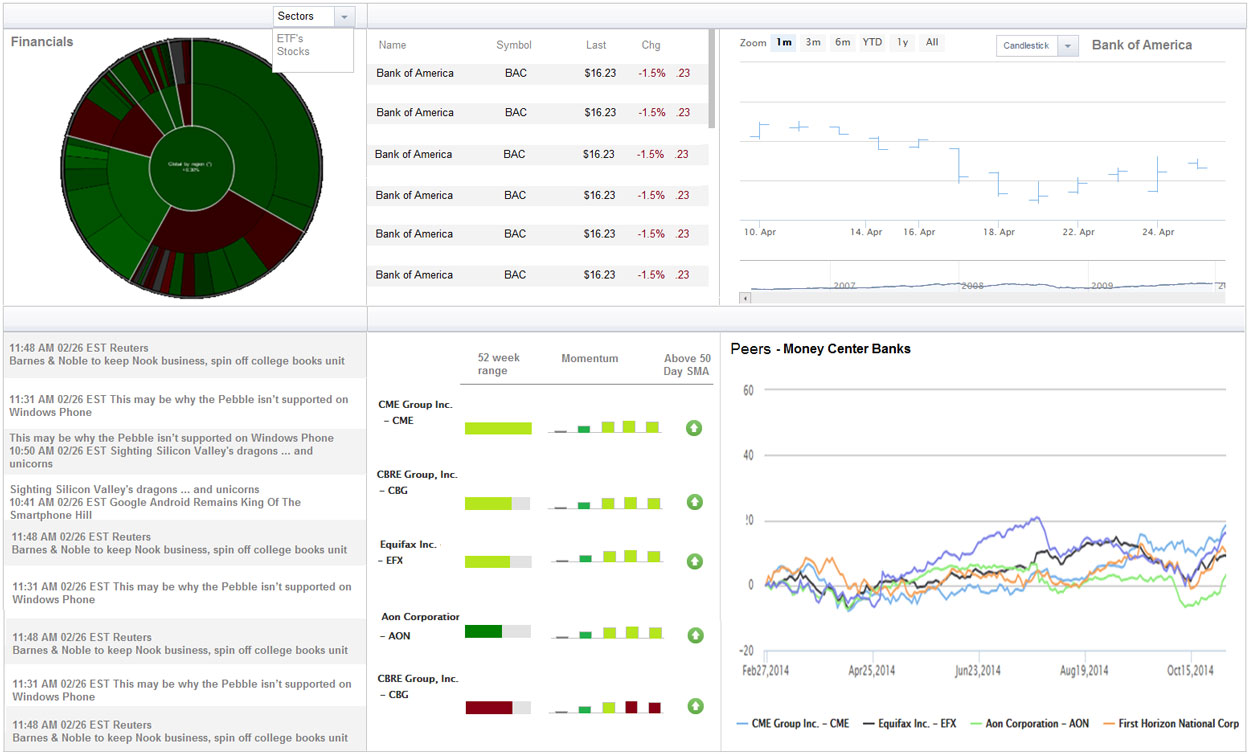 Sectors
ETF's
Stocks
Financials
Global by region (*)
Name Symbol Last Chg
Bank of America BAC $16.23 -1.5% .23
Bank of America BAC $16.23 -1.5% .23
Bank of America BAC $16.23 -1.5% .23
Bank of America BAC $16.23 -1.5% .23
Bank of America BAC $16.23 -1.5% .23
Bank of America BAC $16.23 -1.5% .23
Zoom 1m 3m 6m YTD 1y All
Candlestick
Bank of America
10. Apr 14. Apr 16. Apr 18. Apr 22. Apr 24. Apr
2007 2008 2009
11:48 AM 02/26 EST Reuters
Barnes & Noble to keep Nook business, spin off college books unit
11:31 AM 02/26 EST This may be why the Pebble isn't supported on
Windows Phone
This may be why the Pebble isn't supported on Windows Phone
10:50 AM 02/26 EST Sighting Silicon Valley's dragons ... and
unicorns
Sighting Silicon Valley's dragons ... and unicorns
10:41 AM 02/26 EST Google Android Remains King Of The
Smartphone Hill
11:48 AM 02/26 EST Reuters
Barnes & Noble to keep Nook business, spin off college books unit
11:31 AM 02/26 EST This may be why the Pebble isn't supported on
Windows Phone
11:48 AM 02/26 EST Reuters
Barnes & Noble to keep Nook business, spin off college books unit
11:31 AM 02/26 EST This may be why the Pebble isn't supported on
Windows Phone
11:48 AM 02/26 EST Reuters
Barnes & Noble to keep Nook business, spin off college books unit
52 week
range
Momentum
Above 50
Day SMA
CME Group Inc.
– CME
CBRE Group, Inc.
– CBG
Equifax Inc.
– EFX
Aon Corporation
– AON
CBRE Group, Inc.
– CBG
Peers - Money Center Banks
60
40
20
0
-20
Feb27,2014 Apr25,2014 Jun23,2014 Aug19,2014 Oct15,2014
CME Group Inc. – CME Equifax Inc. – EFX Aon Corporation – AON First Horizon National Corp